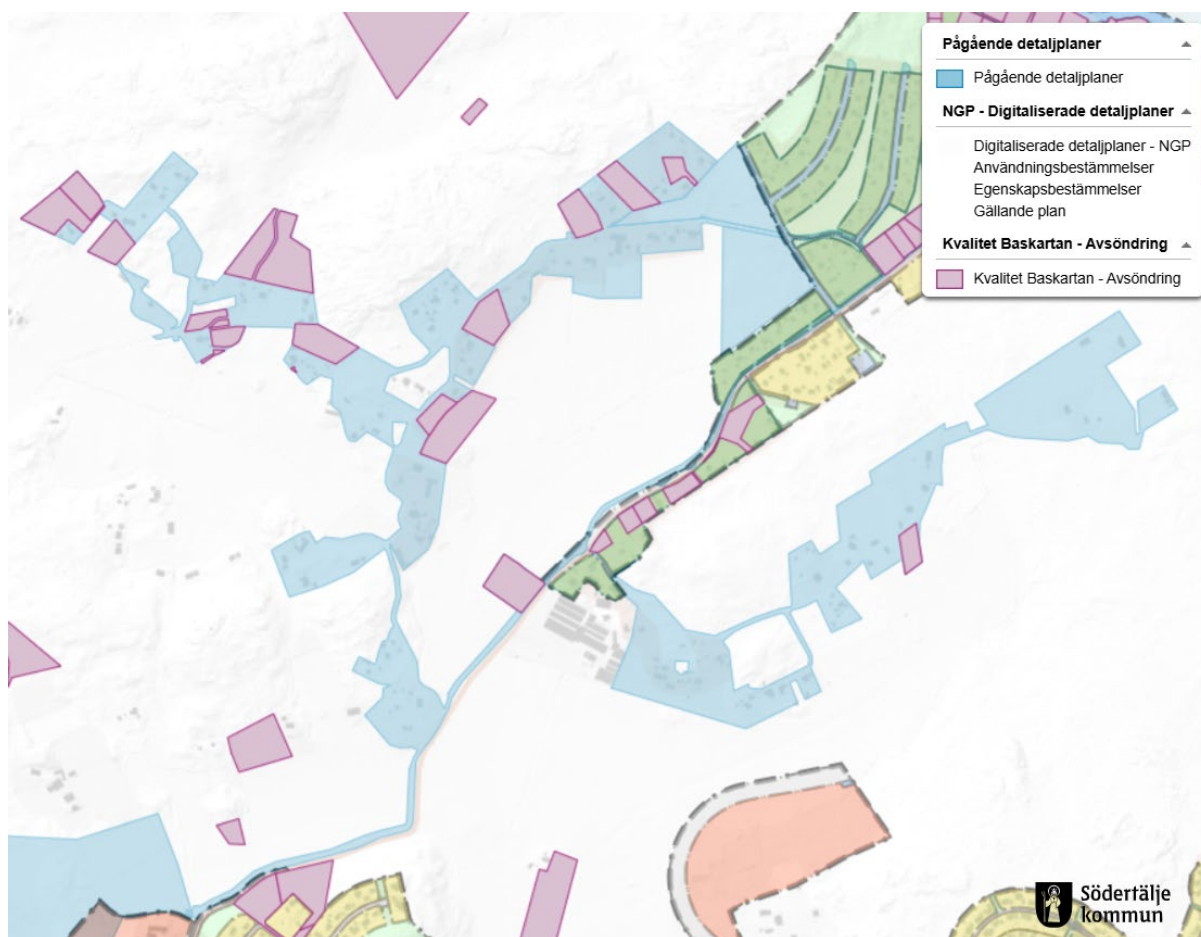 Pågående detaljplaner
Pågående detaljplaner
NGP - Digitaliserade detaljplaner
Digitaliserade detaljplaner - NGP
Användningsbestämmelser
Egenskapsbestämmelser
Gällande plan
Kvalitet Baskartan - Avsöndring
Kvalitet Baskartan - Avsöndring
Södertälje
kommun